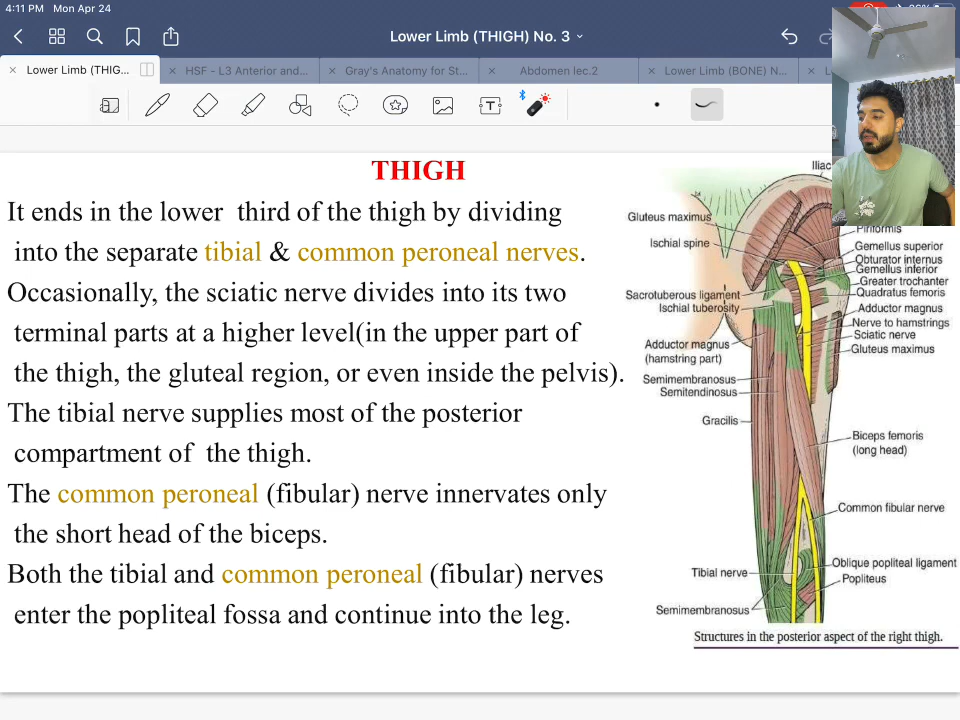 4:11 PM Mon Apr 24
Lower Limb (THIGH) No. 3
Lower Limb (THIG...
HSF - L3 Anterior and...
Gray's Anatomy for St...
Abdomen lec.2
Lower Limb (BONE) N...
THIGH
It ends in the lower third of the thigh by dividing
into the separate tibial & common peroneal nerves.
Occasionally, the sciatic nerve divides into its two
terminal parts at a higher level(in the upper part of
the thigh, the gluteal region, or even inside the pelvis).
The tibial nerve supplies most of the posterior
compartment of the thigh.
The common peroneal (fibular) nerve innervates only
the short head of the biceps.
Both the tibial and common peroneal (fibular) nerves
enter the popliteal fossa and continue into the leg.
Gluteus maximus
Ischial spine
Sacrotuberous ligament
Ischial tuberosity
Adductor magnus
(hamstring part)
Semimembranosus
Semitendinosus
Gracilis
Tibial nerve
Semimembranosus
Piriformis
Gemellus superior
Obturator internus
Gemellus inferior
Greater trochanter
Quadratus femoris
Adductor magnus
Nerve to hamstrings
Sciatic nerve
Gluteus maximus
Biceps femoris
(long head)
Common fibular nerve
Oblique popliteal ligament
Popliteus
Structures in the posterior aspect of the right thigh.